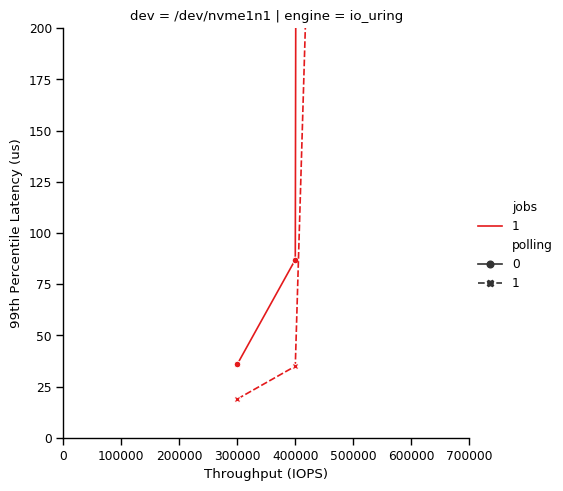 dev = /dev/nvme1n1 | engine = io_uring
200
175
150
125
100
75
50
25
0
99th Percentile Latency (us)
0 100000 200000 300000 400000 500000 600000 700000
Throughput (IOPS)
jobs
1
polling
0
1